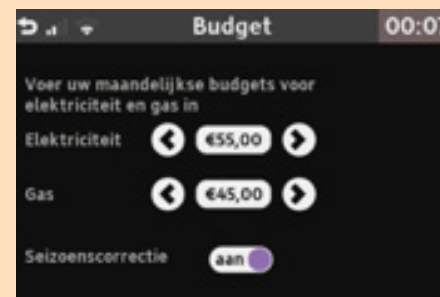 Budget
00:0
Voer uw maandelijkse budgets voor
elektriciteit en gas in
Elektriciteit €55,00
Gas €45,00
Seizoenscorrectie aan